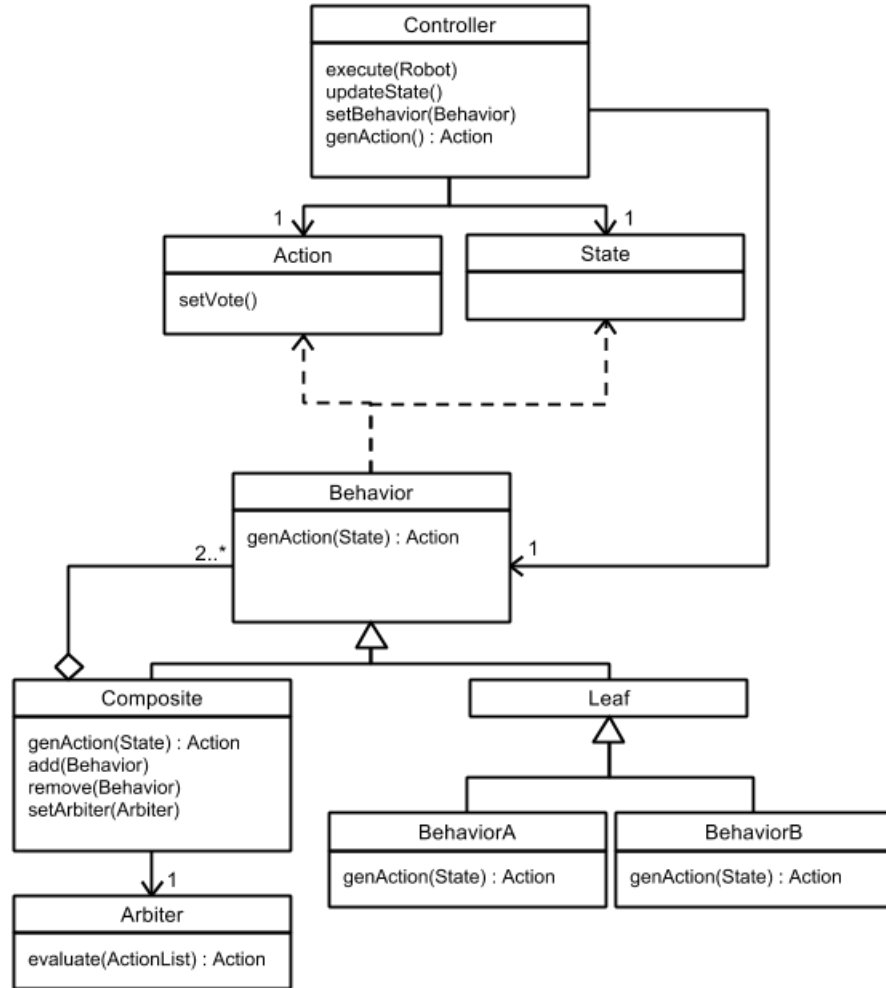 Controller
execute(Robot)
updateState()
setBehavior(Behavior)
genAction() : Action
1
1
Action
setVote()
State
Behavior
genAction(State) : Action
2..*
1
Composite
genAction(State) : Action
add(Behavior)
remove(Behavior)
setArbiter(Arbiter)
Leaf
BehaviorA
genAction(State) : Action
BehaviorB
genAction(State) : Action
1
Arbiter
evaluate(ActionList) : Action